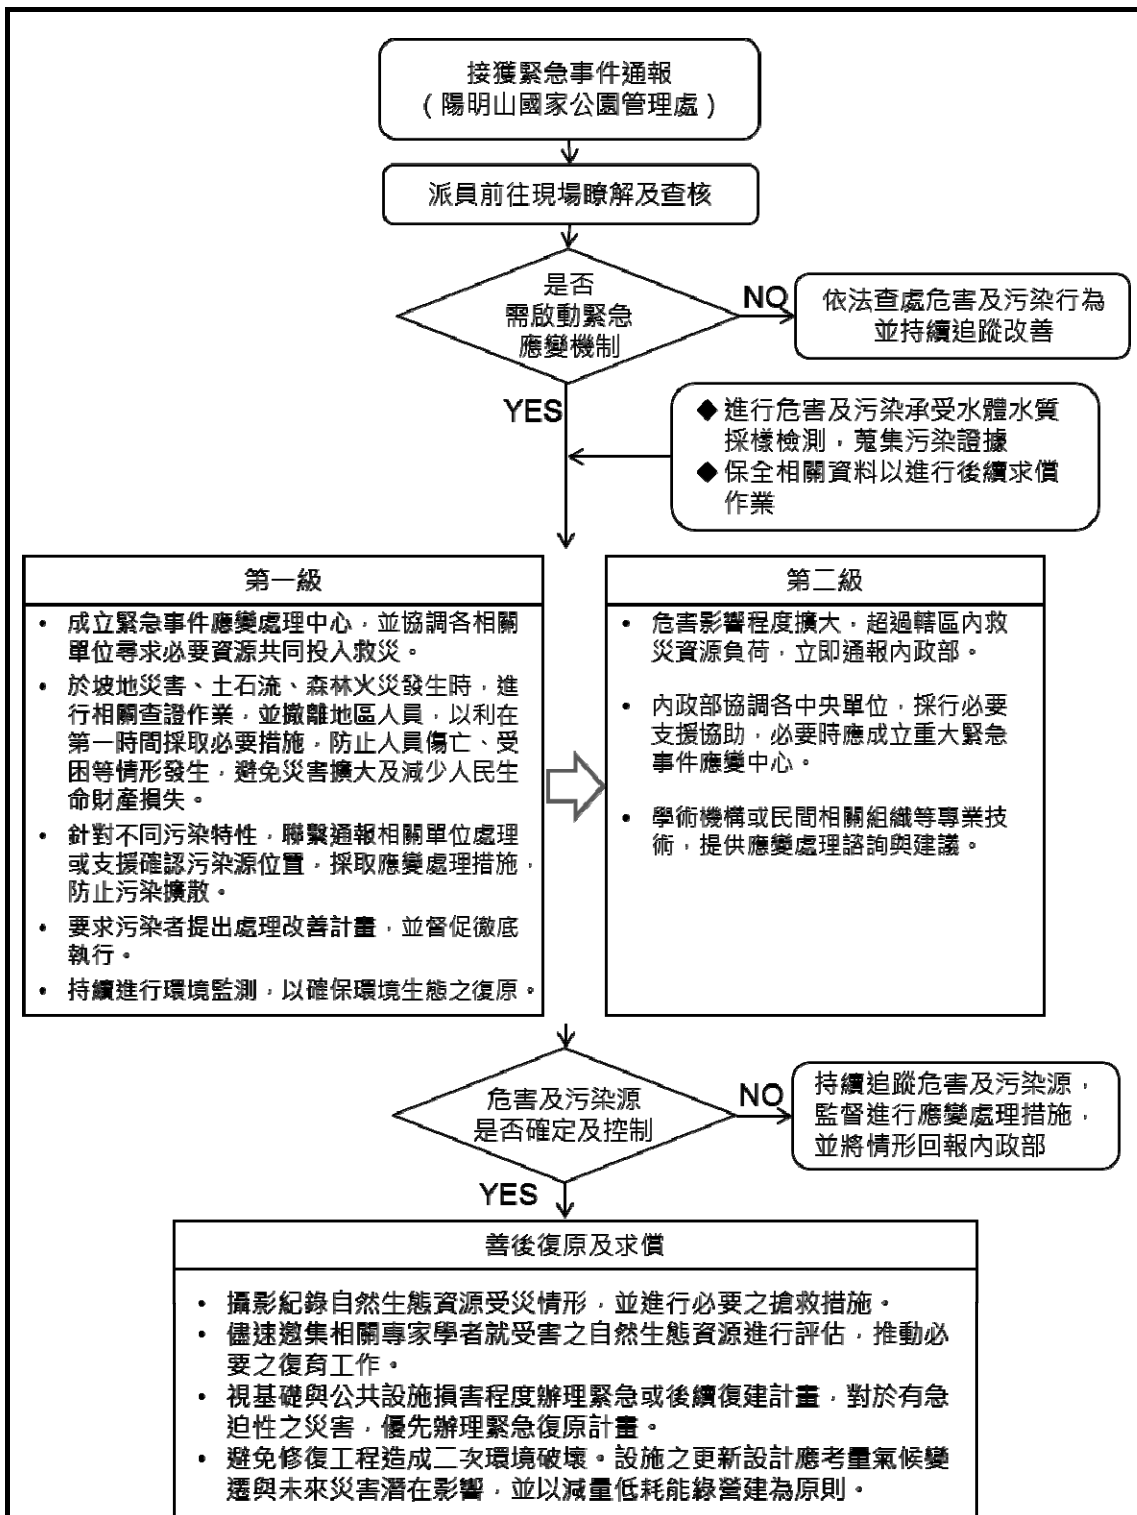 接獲緊急事件通報
（陽明山國家公園管理處）
派員前往現場瞭解及查核
是否
需啟動緊急
應變機制
NO
依法查處危害及污染行為
並持續追蹤改善
YES
◆進行危害及污染承受水體水質
採樣檢測，蒐集污染證據
◆保全相關資料以進行後續求償
作業
第一級
• 成立緊急事件應變處理中心，並協調各相關
單位尋求必要資源共同投入救災。
• 於坡地災害、土石流、森林火災發生時，進
行相關查證作業，並撤離地區人員，以利在
第一時間採取必要措施，防止人員傷亡、受
困等情形發生，避免災害擴大及減少人民生
命財產損失。
• 針對不同污染特性，聯繫通報相關單位處理
或支援確認污染源位置，採取應變處理措施，
防止污染擴散。
• 要求污染者提出處理改善計畫，並督促徹底
執行。
• 持續進行環境監測，以確保環境生態之復原。
第二級
• 危害影響程度擴大，超過轄區內救
災資源負荷，立即通報內政部。
• 內政部協調各中央單位，採行必要
支援協助，必要時應成立重大緊急
事件應變中心。
• 學術機構或民間相關組織等專業技
術，提供應變處理諮詢與建議。
危害及污染源
是否確定及控制
NO
持續追蹤危害及污染源，
監督進行應變處理措施，
並將情形回報內政部
YES
善後復原及求償
• 攝影紀錄自然生態資源受災情形，並進行必要之搶救措施。
• 儘速邀集相關專家學者就受害之自然生態資源進行評估，推動必
要之復育工作。
• 視基礎與公共設施損害程度辦理緊急或後續復建計畫，對於有急
迫性之災害，優先辦理緊急復原計畫。
• 避免修復工程造成二次環境破壞。設施之更新設計應考量氣候變
遷與未來災害潛在影響，並以減量低耗能綠營建為原則。